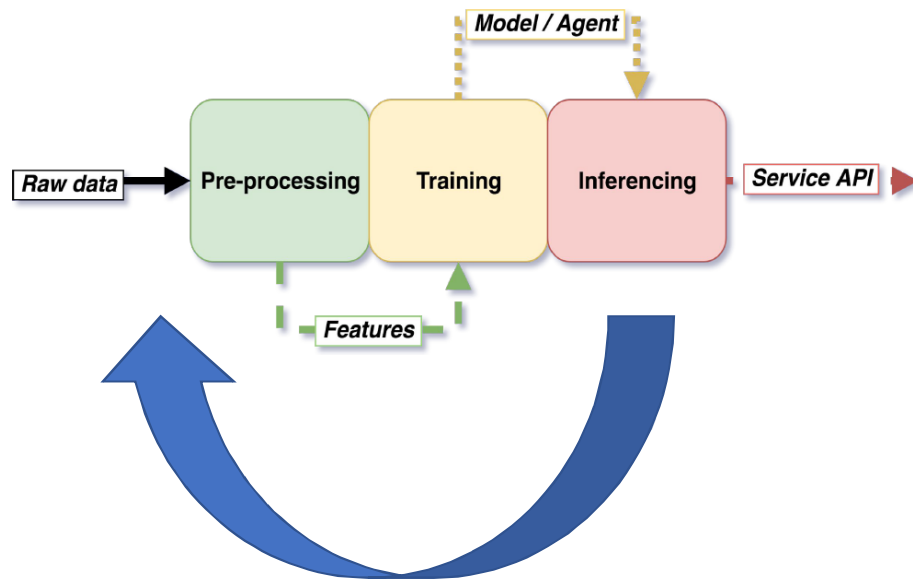 Model / Agent
Raw data
Pre-processing
Training
Inferencing
Service API
Features